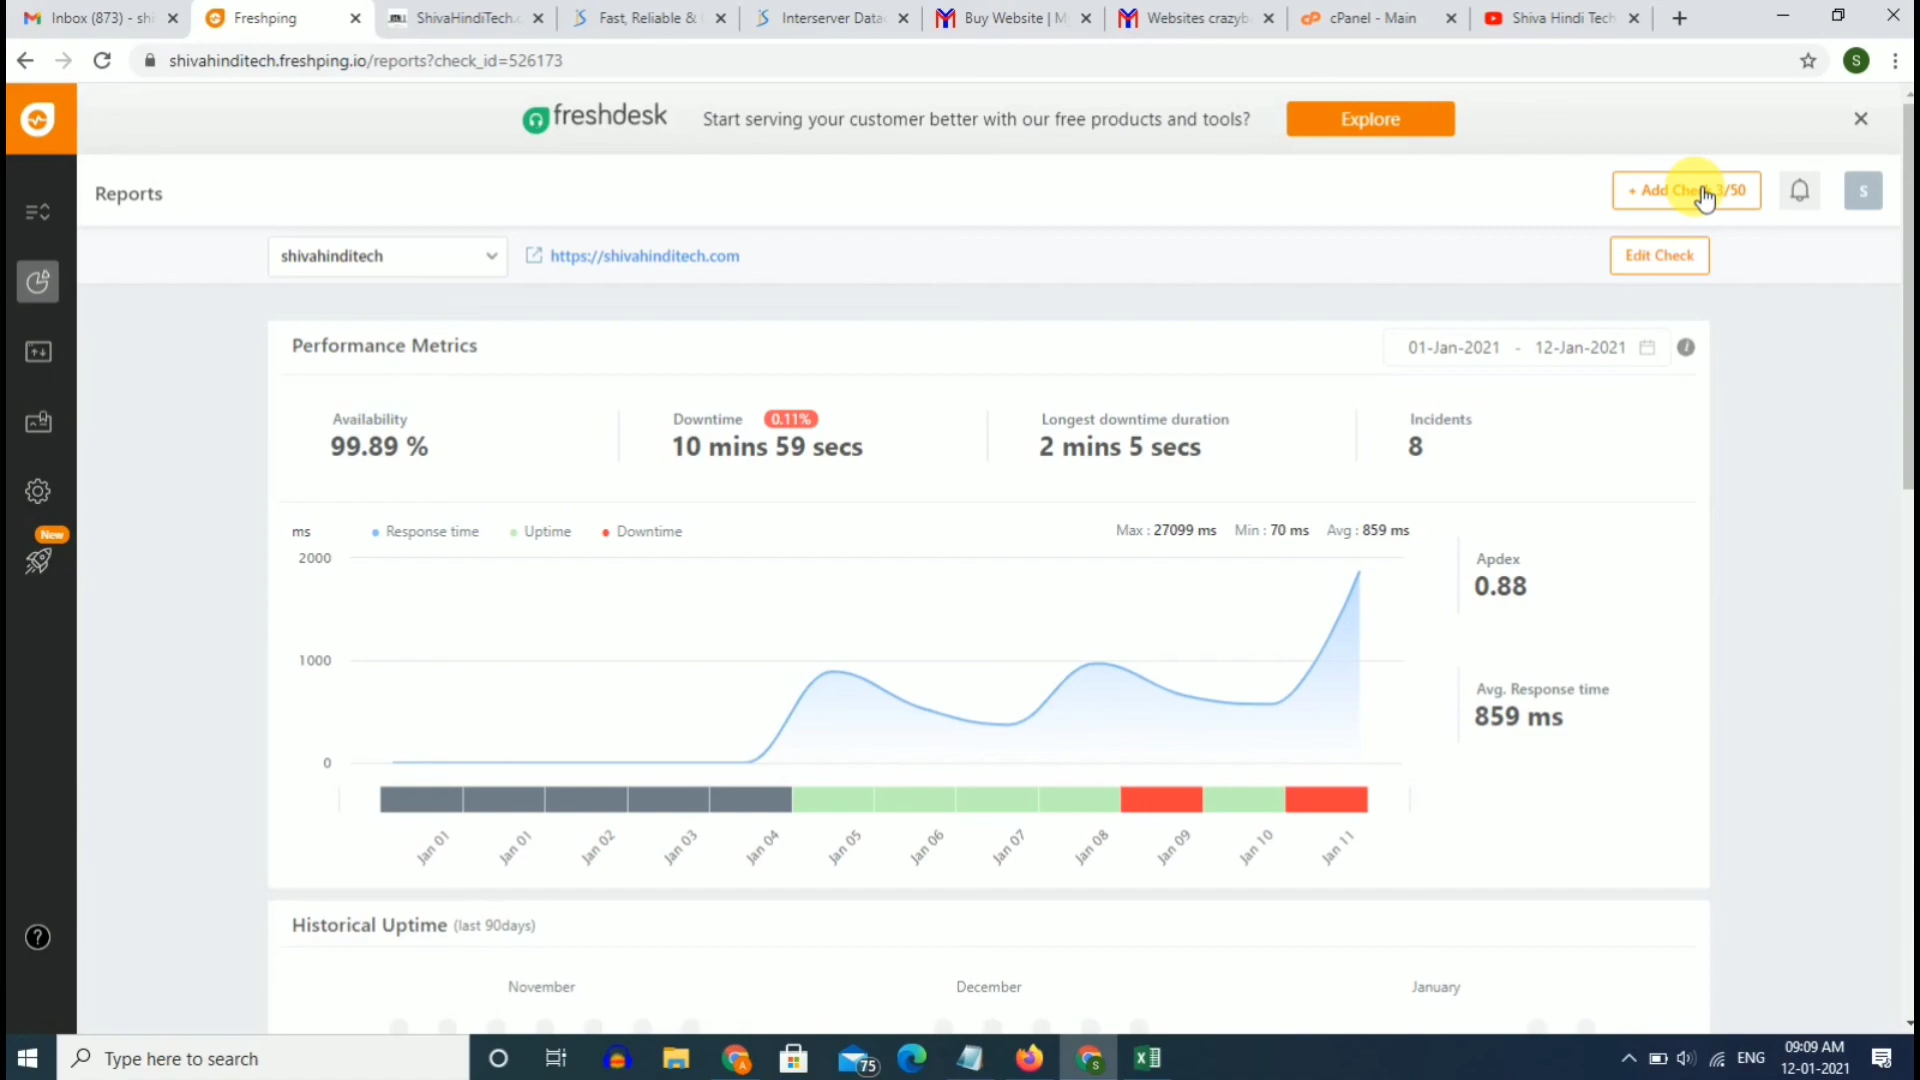 Inbox (873) - shi
Freshping
ShivaHindiTech.c
Fast, Reliable &
Interserver Data
Buy Website | M
Websites crazyb
cPanel - Main
Shiva Hindi Tech
shivahinditech.freshping.io/reports?check_id=526173
S
freshdesk
Start serving your customer better with our free products and tools?
Explore
Reports
+ Add Check 3/50
S
shivahinditech
https://shivahinditech.com
Edit Check
Performance Metrics
01-Jan-2021 - 12-Jan-2021
Availability
99.89 %
Downtime 0.11%
10 mins 59 secs
Longest downtime duration
2 mins 5 secs
Incidents
8
ms
Response time
Uptime
Downtime
Max : 27099 ms Min : 70 ms Avg : 859 ms
2000
1000
0
Apdex
0.88
Avg. Response time
859 ms
Jan 01
Jan 01
Jan 02
Jan 03
Jan 04
Jan 05
Jan 06
Jan 07
Jan 08
Jan 09
Jan 10
Jan 11
New
Historical Uptime (last 90days)
November
December
January
Type here to search
75
ENG
09:09 AM
12-01-2021